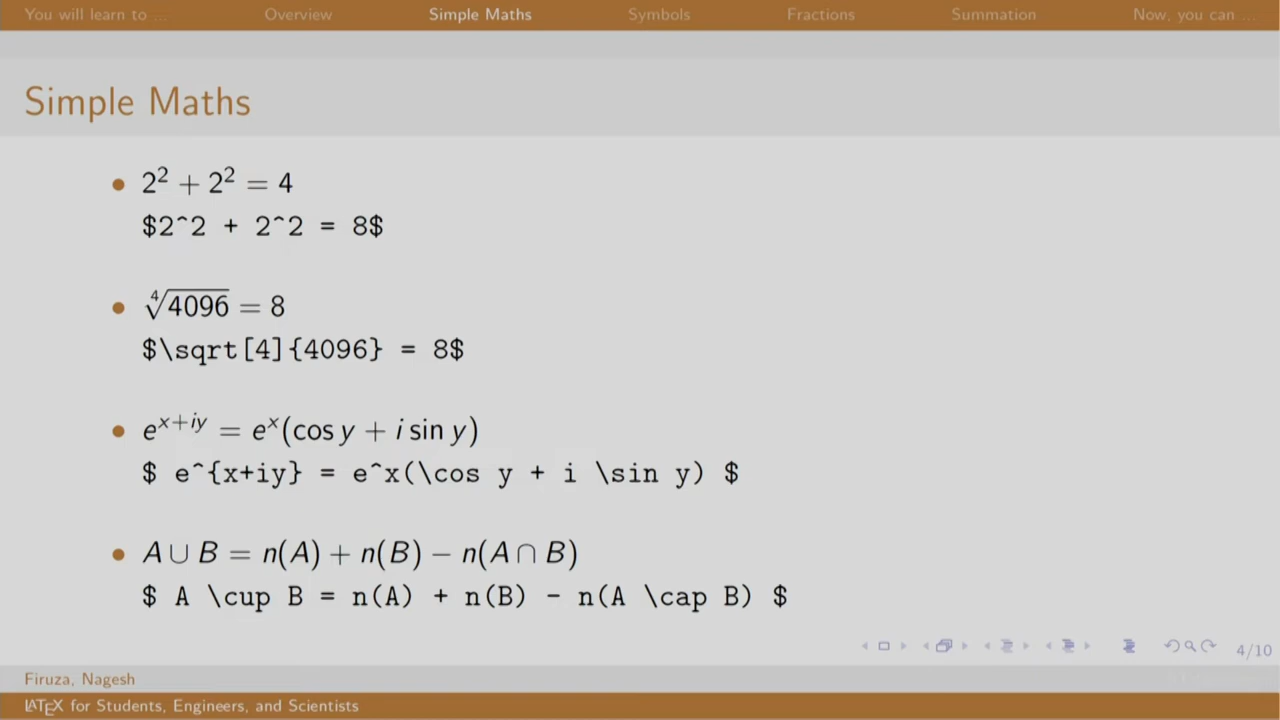 You will learn to ... Overview Simple Maths Symbols Fractions Summation Now, you can ...
Simple Maths
• 2² + 2² = 4
$2^2 + 2^2 = 8$
• ∜4096 = 8
$\sqrt[4]{4096} = 8$
• e^{x+iy} = e^x(cos y + i sin y)
$ e^{x+iy} = e^x(\cos y + i \sin y) $
• A ∪ B = n(A) + n(B) − n(A ∩ B)
$ A \cup B = n(A) + n(B) - n(A \cap B) $
4/10
Firuza, Nagesh
LATEX for Students, Engineers, and Scientists